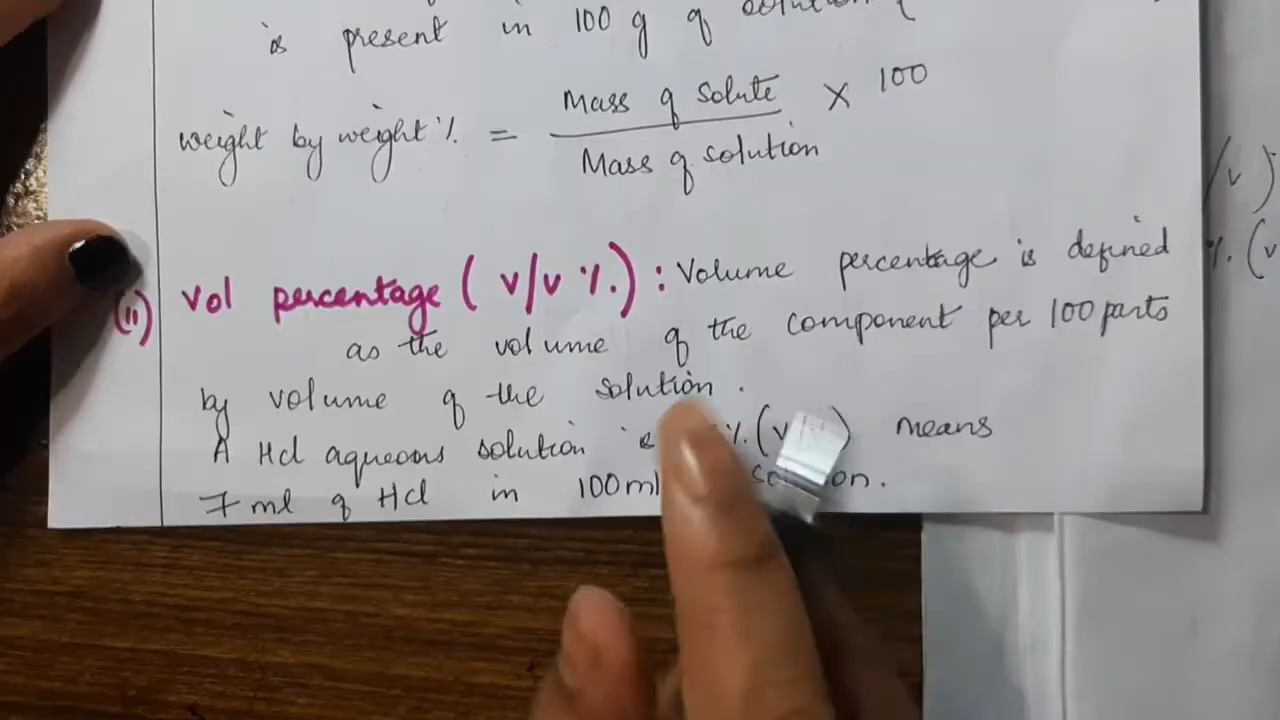 is present in 100 g of solution
weight by weight % = Mass of solute / Mass of solution × 100
(ii) Vol percentage ( v/v %) : Volume percentage is defined
as the volume of the component per 100 parts
by volume of the solution.
A Hcl aqueous solution is % (v ) means
7 ml of Hcl in 100ml solution.
/v)
%. (v